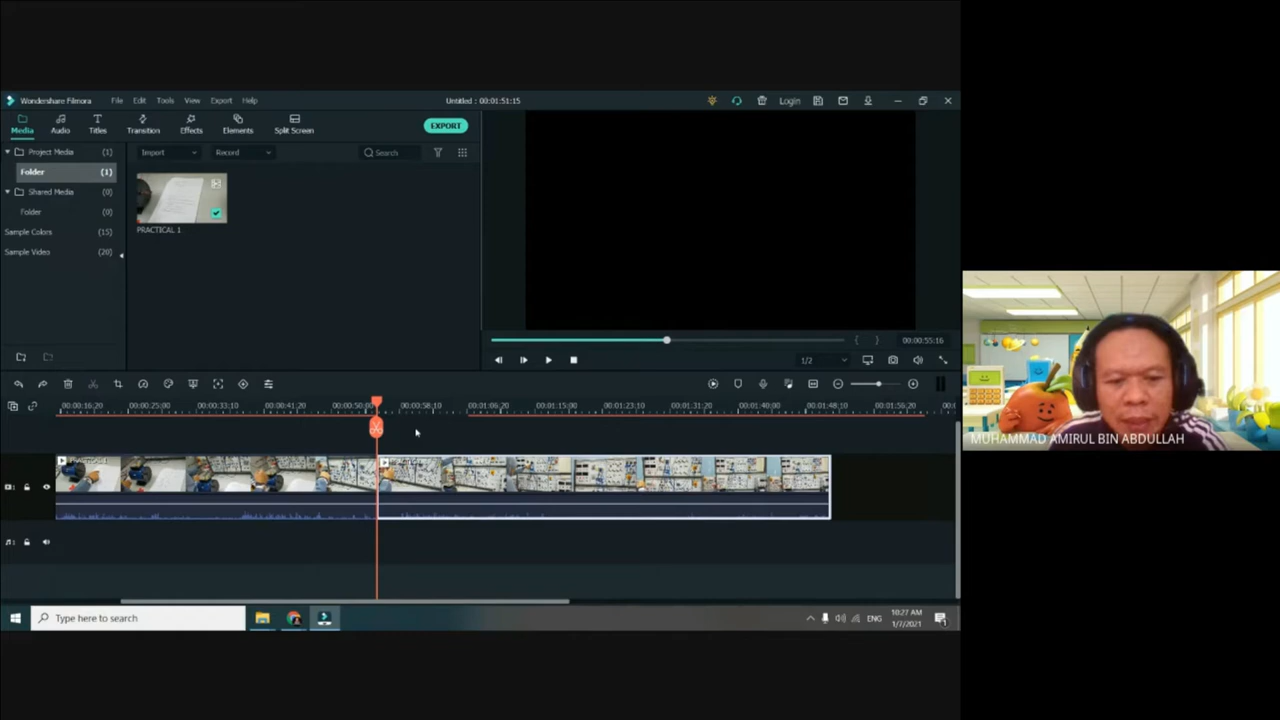 Wondershare Filmora File Edit Tools View Export Help Untitled : 00:01:51:15 Login
Media Audio Titles Transition Effects Elements Split Screen EXPORT
Project Media (1) Import Record Search
Folder (1)
Shared Media (0)
Folder (0)
Sample Colors (15)
Sample Video (20)
PRACTICAL 1
00:00:55:16
1/2
00:00:16:20 00:00:25:00 00:00:33:10 00:00:41:20 00:00:50:00 00:00:58:10 00:01:06:20 00:01:15:00 00:01:23:10 00:01:31:20 00:01:40:00 00:01:48:10 00:01:56:20
MUHAMMAD AMIRUL BIN ABDULLAH
Type here to search
ENG
10:27 AM
1/7/2021